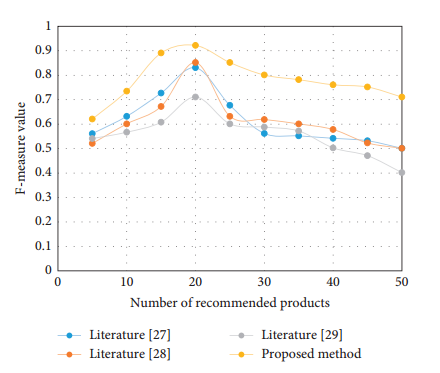 1
0.9
0.8
0.7
0.6
0.5
0.4
0.3
0.2
0.1
0
F-measure value
0 10 20 30 40 50
Number of recommended products
Literature [27] Literature [29]
Literature [28] Proposed method